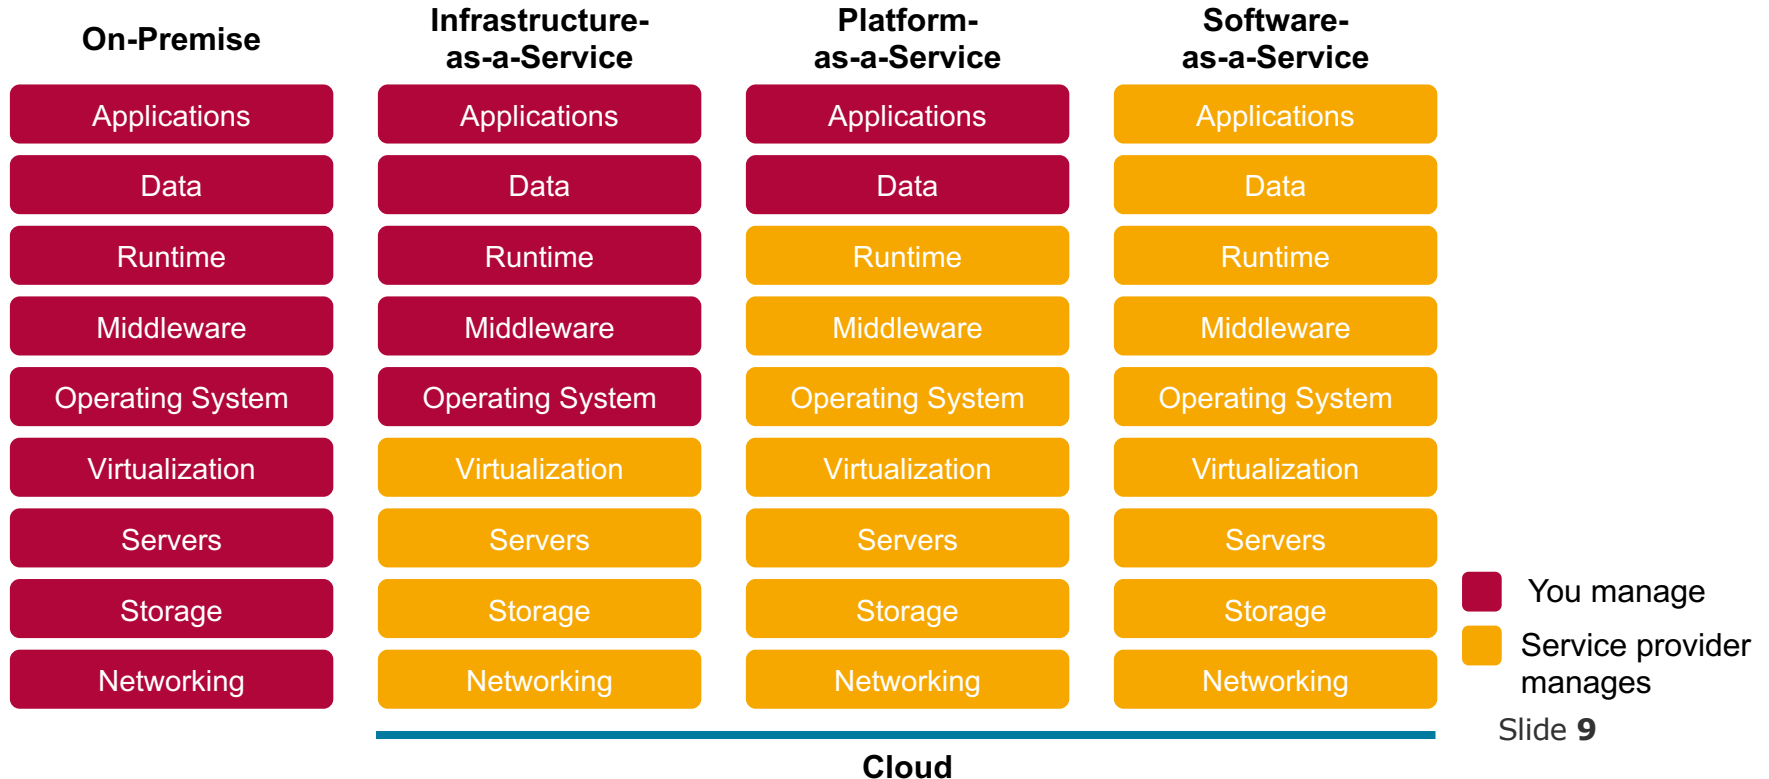 On-Premise
Infrastructure-
as-a-Service
Platform-
as-a-Service
Software-
as-a-Service
Applications
Applications
Applications
Applications
Data
Data
Data
Data
Runtime
Runtime
Runtime
Runtime
Middleware
Middleware
Middleware
Middleware
Operating System
Operating System
Operating System
Operating System
Virtualization
Virtualization
Virtualization
Virtualization
Servers
Servers
Servers
Servers
Storage
Storage
Storage
Storage
Networking
Networking
Networking
Networking
You manage
Service provider
manages
Slide 9
Cloud